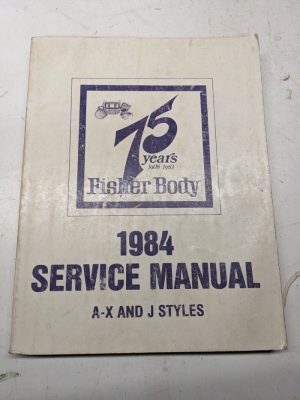 75
years
1908-1983
Fisher Body
1984
SERVICE MANUAL
A-X AND J STYLES